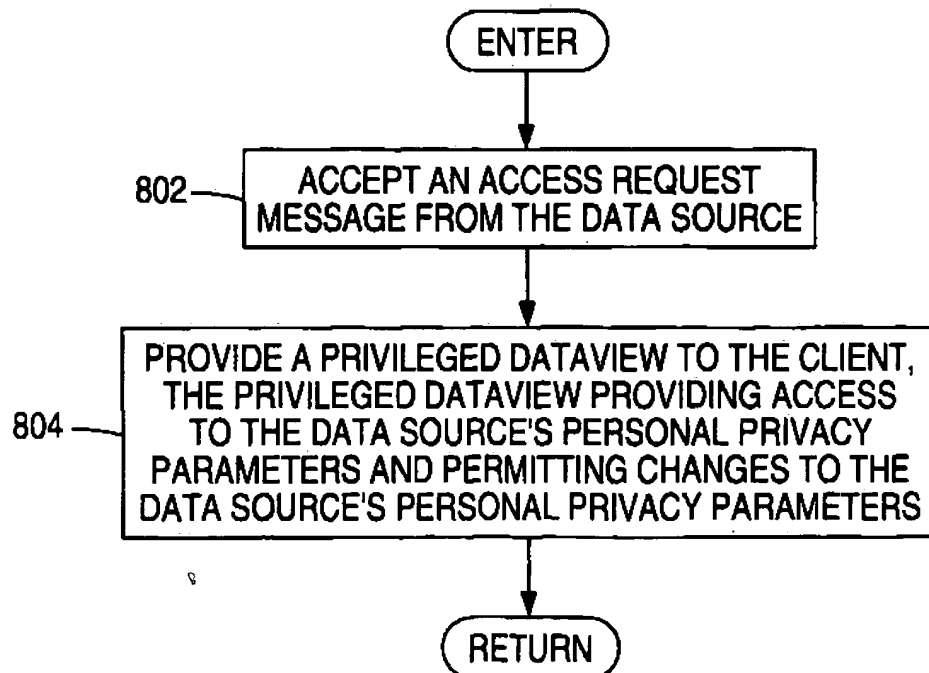 ENTER
802
ACCEPT AN ACCESS REQUEST
MESSAGE FROM THE DATA SOURCE
804
PROVIDE A PRIVILEGED DATAVIEW TO THE CLIENT,
THE PRIVILEGED DATAVIEW PROVIDING ACCESS
TO THE DATA SOURCE'S PERSONAL PRIVACY
PARAMETERS AND PERMITTING CHANGES TO THE
DATA SOURCE'S PERSONAL PRIVACY PARAMETERS
RETURN